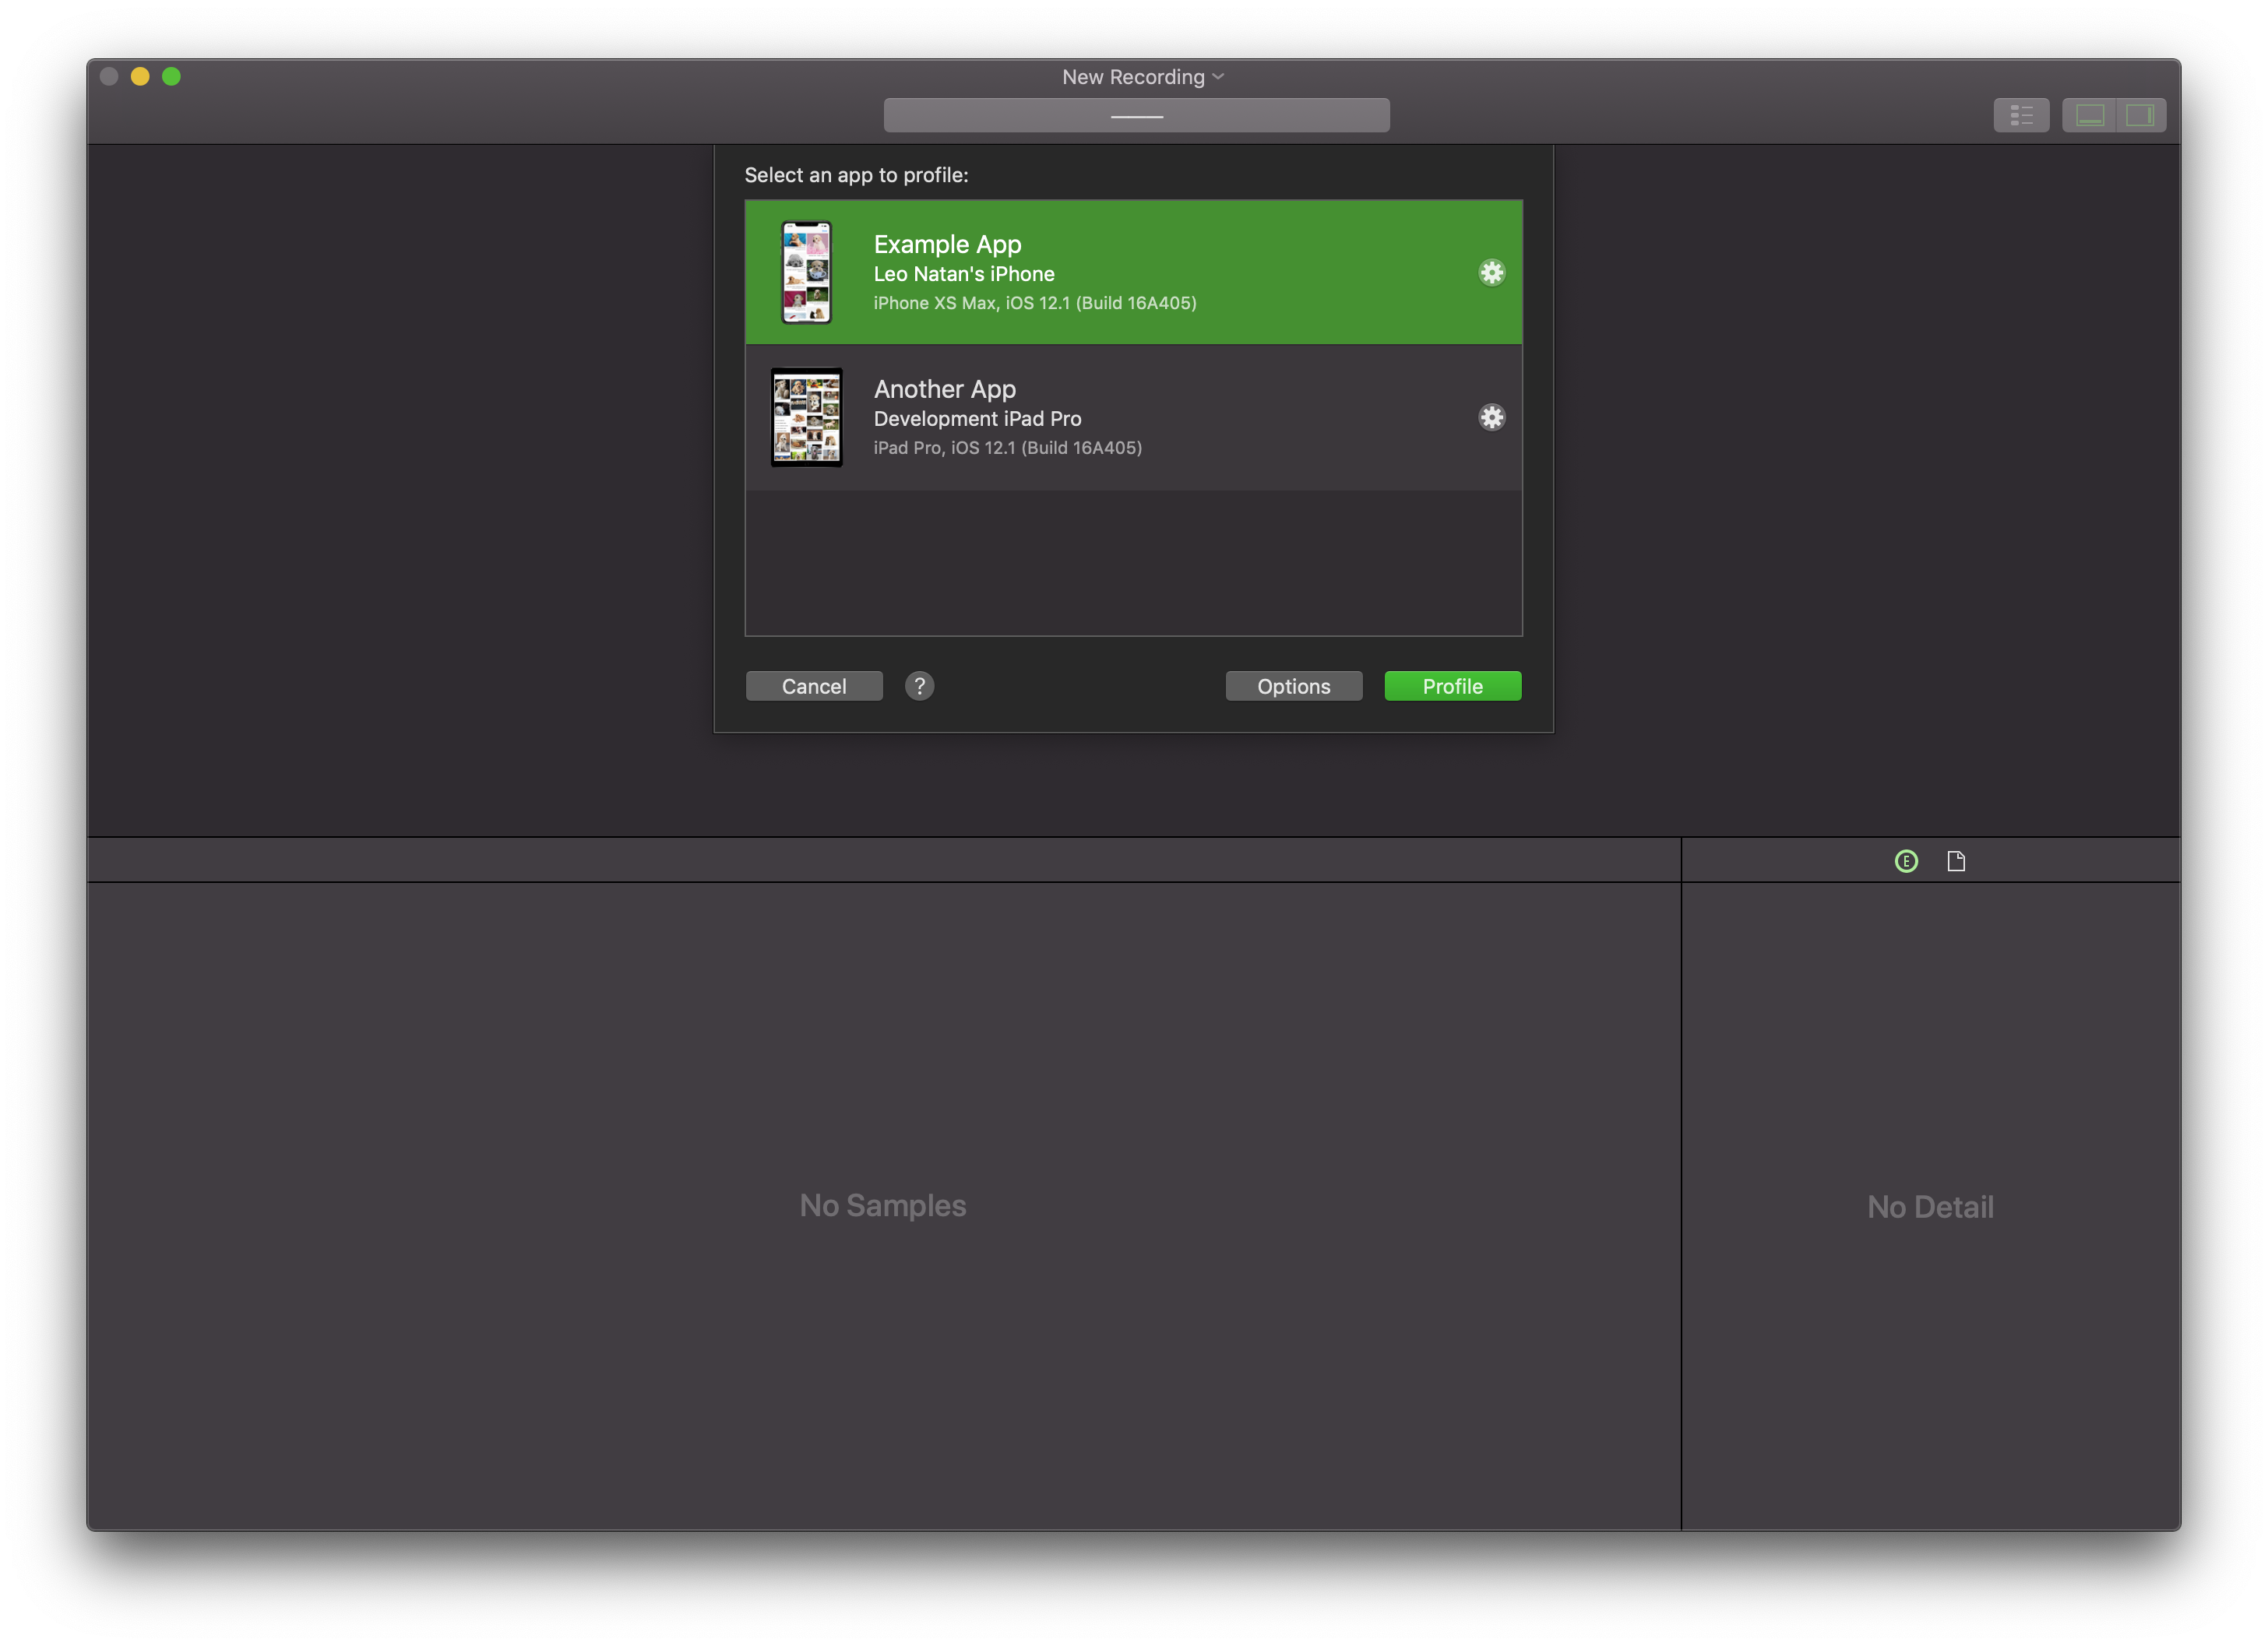 New Recording
Select an app to profile:
Example App
Leo Natan's iPhone
iPhone XS Max, iOS 12.1 (Build 16A405)
Another App
Development iPad Pro
iPad Pro, iOS 12.1 (Build 16A405)
Cancel ? Options Profile
E
No Samples No Detail